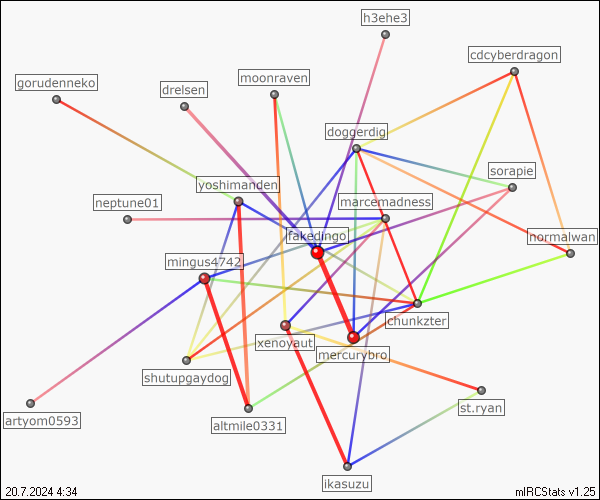 h3ehe3
cdcyberdragon
gorudenneko
moonraven
drelsen
doggerdig
sorapie
yoshimanden
neptune01
marcemadness
fakedingo
normalwan
mingus4742
chunkzter
xenoyaut
mercurybro
shutupgaydog
st.ryan
artyom0593
altmile0331
ikasuzu
20.7.2024 4:34
mIRCStats v1.25